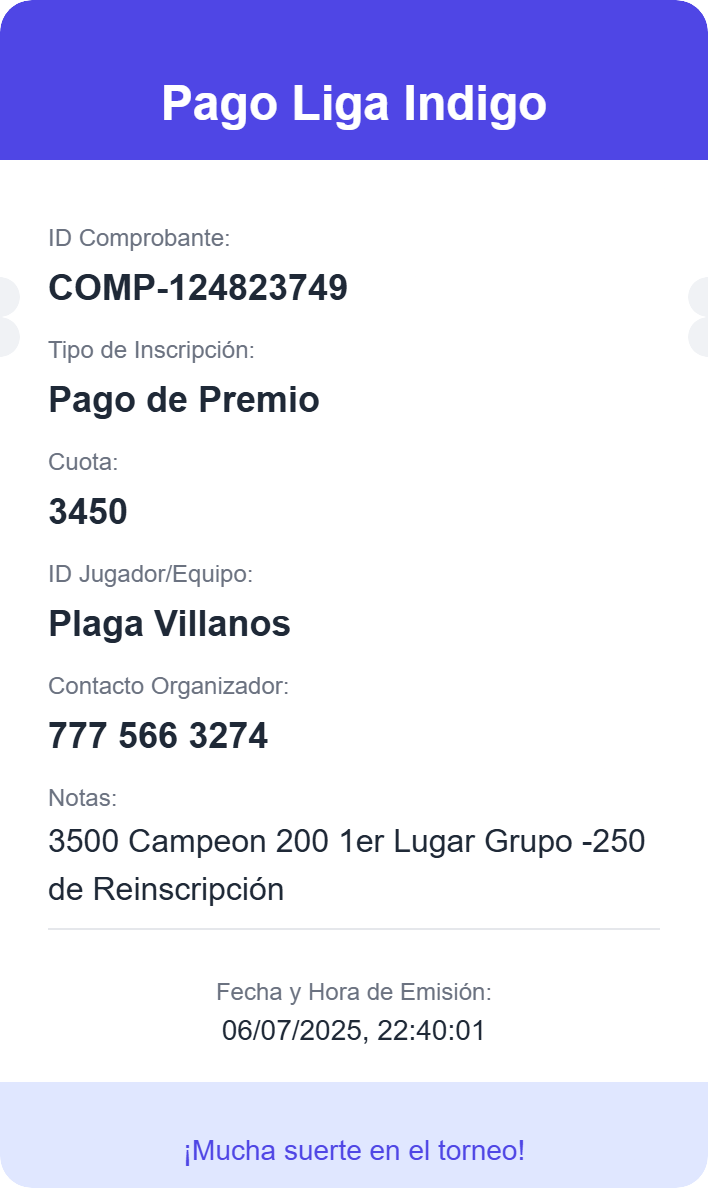 Pago Liga Indigo
ID Comprobante:
COMP-124823749
Tipo de Inscripción:
Pago de Premio
Cuota:
3450
ID Jugador/Equipo:
Plaga Villanos
Contacto Organizador:
777 566 3274
Notas:
3500 Campeon 200 1er Lugar Grupo -250
de Reinscripción
Fecha y Hora de Emisión:
06/07/2025, 22:40:01
¡Mucha suerte en el torneo!